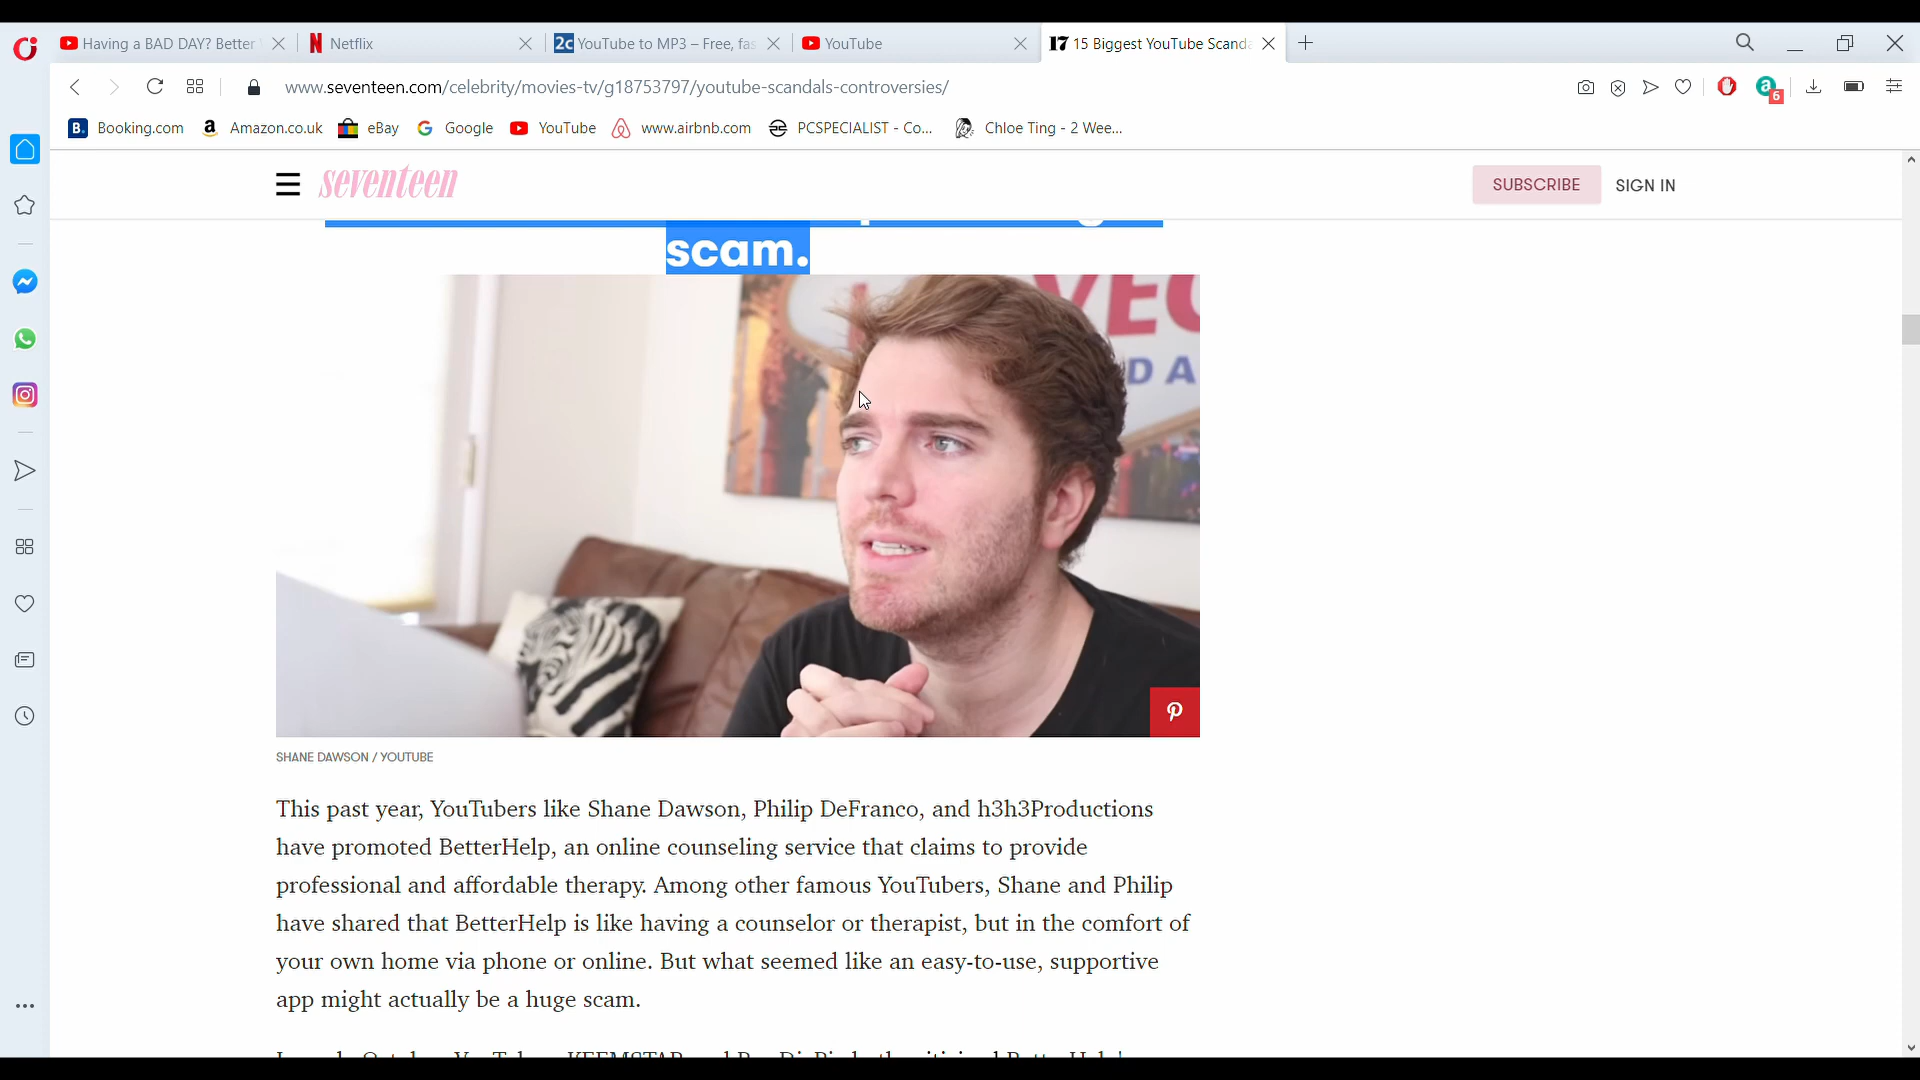 Having a BAD DAY? Better
Netflix
YouTube to MP3 – Free, fas
YouTube
17 15 Biggest YouTube Scanda
www.seventeen.com/celebrity/movies-tv/g18753797/youtube-scandals-controversies/
6
B. Booking.com
a Amazon.co.uk
eBay
G Google
YouTube
www.airbnb.com
PCSPECIALIST - Co...
Chloe Ting - 2 Wee...
seventeen
SUBSCRIBE
SIGN IN
scam.
VEG
D A
SHANE DAWSON / YOUTUBE
This past year, YouTubers like Shane Dawson, Philip DeFranco, and h3h3Productions
have promoted BetterHelp, an online counseling service that claims to provide
professional and affordable therapy. Among other famous YouTubers, Shane and Philip
have shared that BetterHelp is like having a counselor or therapist, but in the comfort of
your own home via phone or online. But what seemed like an easy-to-use, supportive
app might actually be a huge scam.